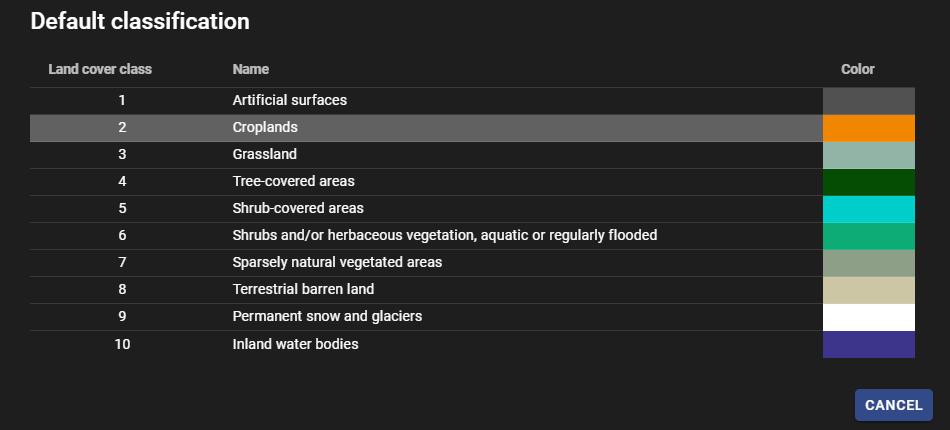 Default classification
Land cover class Name Color
1 Artificial surfaces
2 Croplands
3 Grassland
4 Tree-covered areas
5 Shrub-covered areas
6 Shrubs and/or herbaceous vegetation, aquatic or regularly flooded
7 Sparsely natural vegetated areas
8 Terrestrial barren land
9 Permanent snow and glaciers
10 Inland water bodies
CANCEL